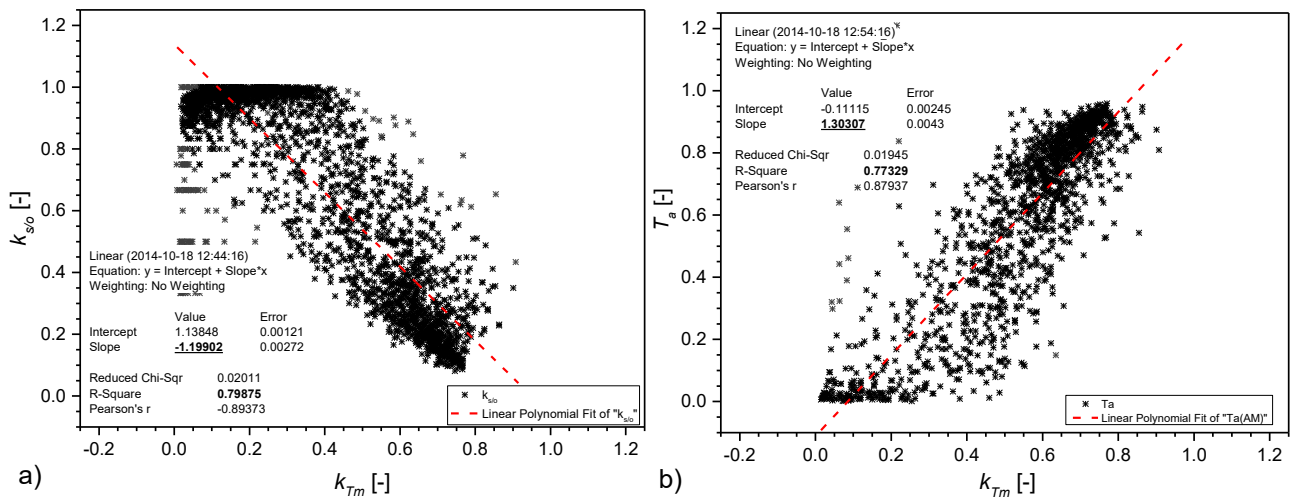 1.2
1.0
0.8
0.6
0.4
0.2
0.0
k_{s/o} [-]
Linear (2014-10-18 12:44:16)
Equation: y = Intercept + Slope*x
Weighting: No Weighting
Value Error
Intercept 1.13848 0.00121
Slope -1.19902 0.00272
Reduced Chi-Sqr 0.02011
R-Square 0.79875
Pearson's r -0.89373
k_{s/o}
Linear Polynomial Fit of "k_{s/o}"
-0.2 0.0 0.2 0.4 0.6 0.8 1.0 1.2
a)
k_{Tm} [-]
1.2
1.0
0.8
0.6
0.4
0.2
0.0
T_a [-]
Linear (2014-10-18 12:54:16)
Equation: y = Intercept + Slope*x
Weighting: No Weighting
Value Error
Intercept -0.11115 0.00245
Slope 1.30307 0.0043
Reduced Chi-Sqr 0.01945
R-Square 0.77329
Pearson's r 0.87937
Ta
Linear Polynomial Fit of "Ta(AM)"
-0.2 0.0 0.2 0.4 0.6 0.8 1.0 1.2
b)
k_{Tm} [-]